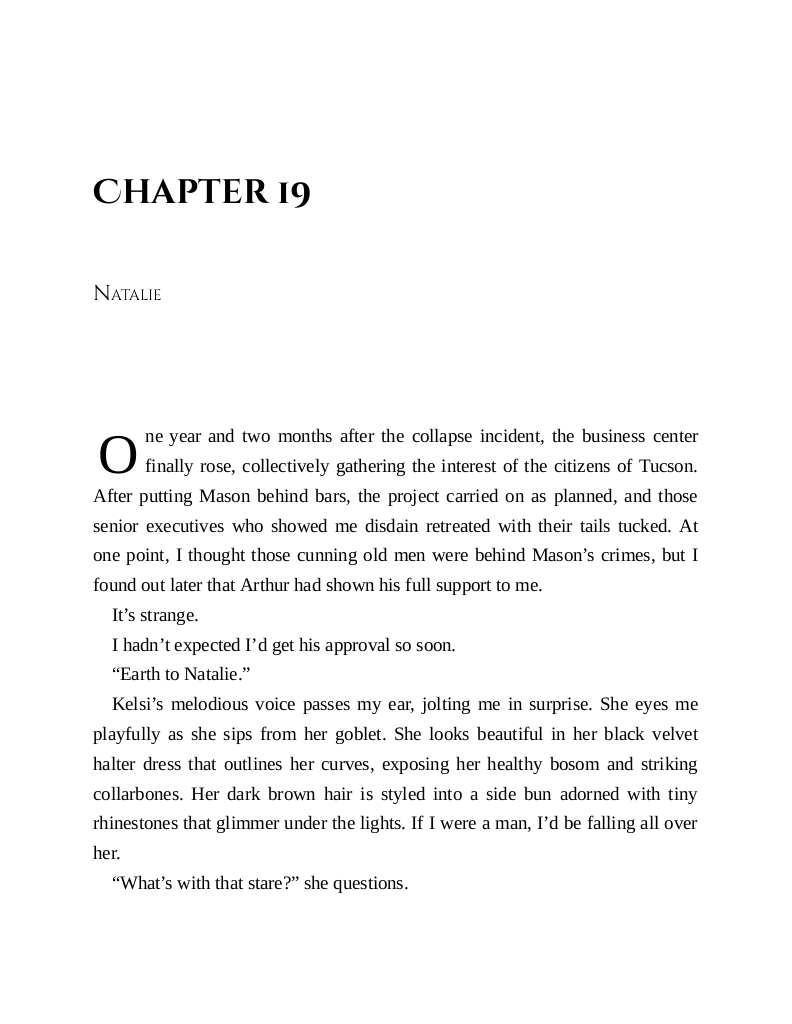 Chapter 19
Natalie
One year and two months after the collapse incident, the business center
finally rose, collectively gathering the interest of the citizens of Tucson.
After putting Mason behind bars, the project carried on as planned, and those
senior executives who showed me disdain retreated with their tails tucked. At
one point, I thought those cunning old men were behind Mason’s crimes, but I
found out later that Arthur had shown his full support to me.
It’s strange.
I hadn’t expected I’d get his approval so soon.
“Earth to Natalie.”
Kelsi’s melodious voice passes my ear, jolting me in surprise. She eyes me
playfully as she sips from her goblet. She looks beautiful in her black velvet
halter dress that outlines her curves, exposing her healthy bosom and striking
collarbones. Her dark brown hair is styled into a side bun adorned with tiny
rhinestones that glimmer under the lights. If I were a man, I’d be falling all over
her.
“What’s with that stare?” she questions.